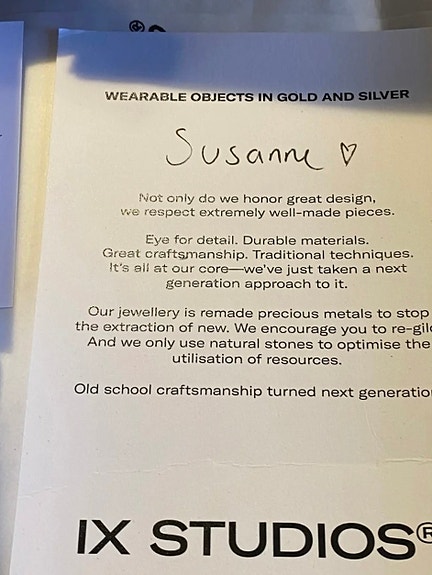 WEARABLE OBJECTS IN GOLD AND SILVER
Susanne ♡
Not only do we honor great design,
we respect extremely well-made pieces.
Eye for detail. Durable materials.
Great craftsmanship. Traditional techniques.
It's all at our core—we've just taken a next
generation approach to it.
Our jewellery is remade precious metals to stop
the extraction of new. We encourage you to re-gild
And we only use natural stones to optimise the
utilisation of resources.
Old school craftsmanship turned next generatio
IX STUDIOS®